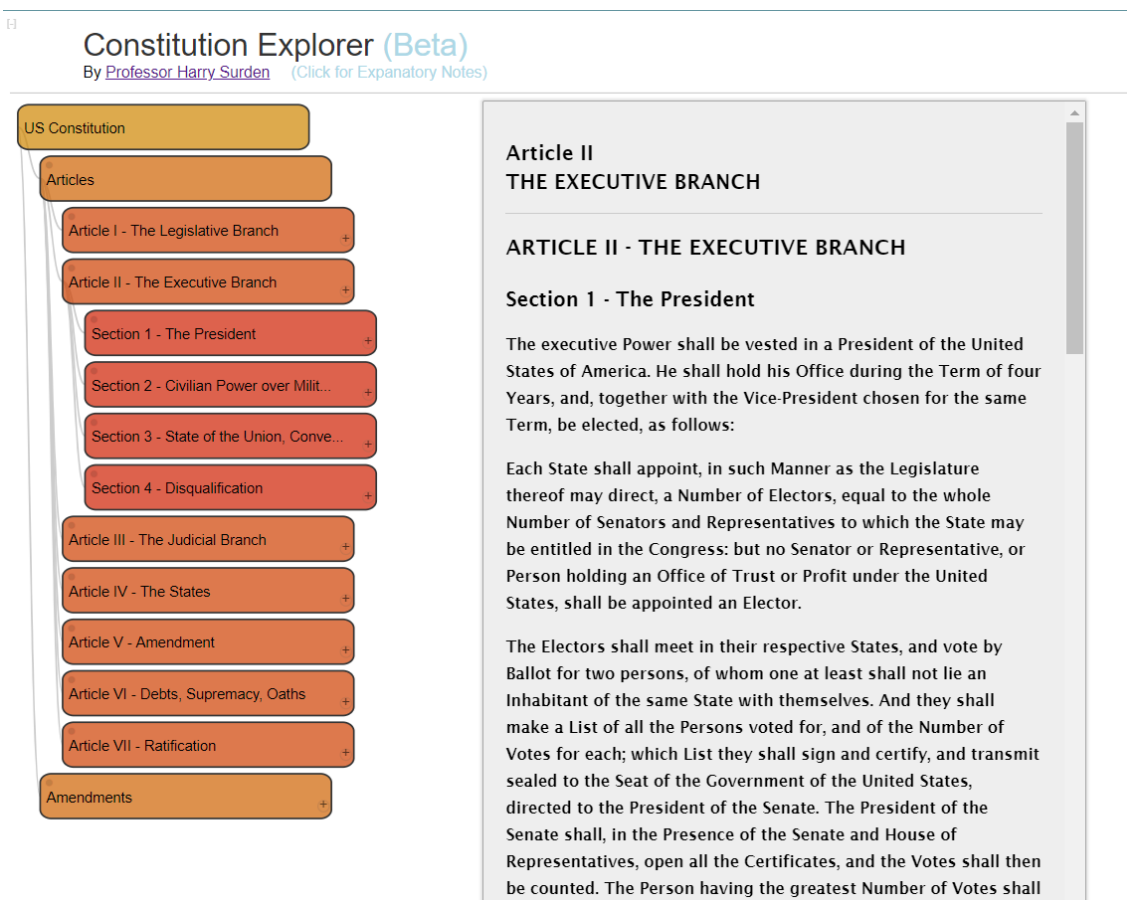 [-]
Constitution Explorer (Beta)
By Professor Harry Surden (Click for Expanatory Notes)
US Constitution
Articles
Article I - The Legislative Branch +
Article II - The Executive Branch +
Section 1 - The President +
Section 2 - Civilian Power over Milit... +
Section 3 - State of the Union, Conve... +
Section 4 - Disqualification +
Article III - The Judicial Branch +
Article IV - The States +
Article V - Amendment +
Article VI - Debts, Supremacy, Oaths +
Article VII - Ratification +
Amendments +
Article II
THE EXECUTIVE BRANCH
ARTICLE II - THE EXECUTIVE BRANCH
Section 1 - The President
The executive Power shall be vested in a President of the United
States of America. He shall hold his Office during the Term of four
Years, and, together with the Vice-President chosen for the same
Term, be elected, as follows:
Each State shall appoint, in such Manner as the Legislature
thereof may direct, a Number of Electors, equal to the whole
Number of Senators and Representatives to which the State may
be entitled in the Congress: but no Senator or Representative, or
Person holding an Office of Trust or Profit under the United
States, shall be appointed an Elector.
The Electors shall meet in their respective States, and vote by
Ballot for two persons, of whom one at least shall not lie an
Inhabitant of the same State with themselves. And they shall
make a List of all the Persons voted for, and of the Number of
Votes for each; which List they shall sign and certify, and transmit
sealed to the Seat of the Government of the United States,
directed to the President of the Senate. The President of the
Senate shall, in the Presence of the Senate and House of
Representatives, open all the Certificates, and the Votes shall then
be counted. The Person having the greatest Number of Votes shall